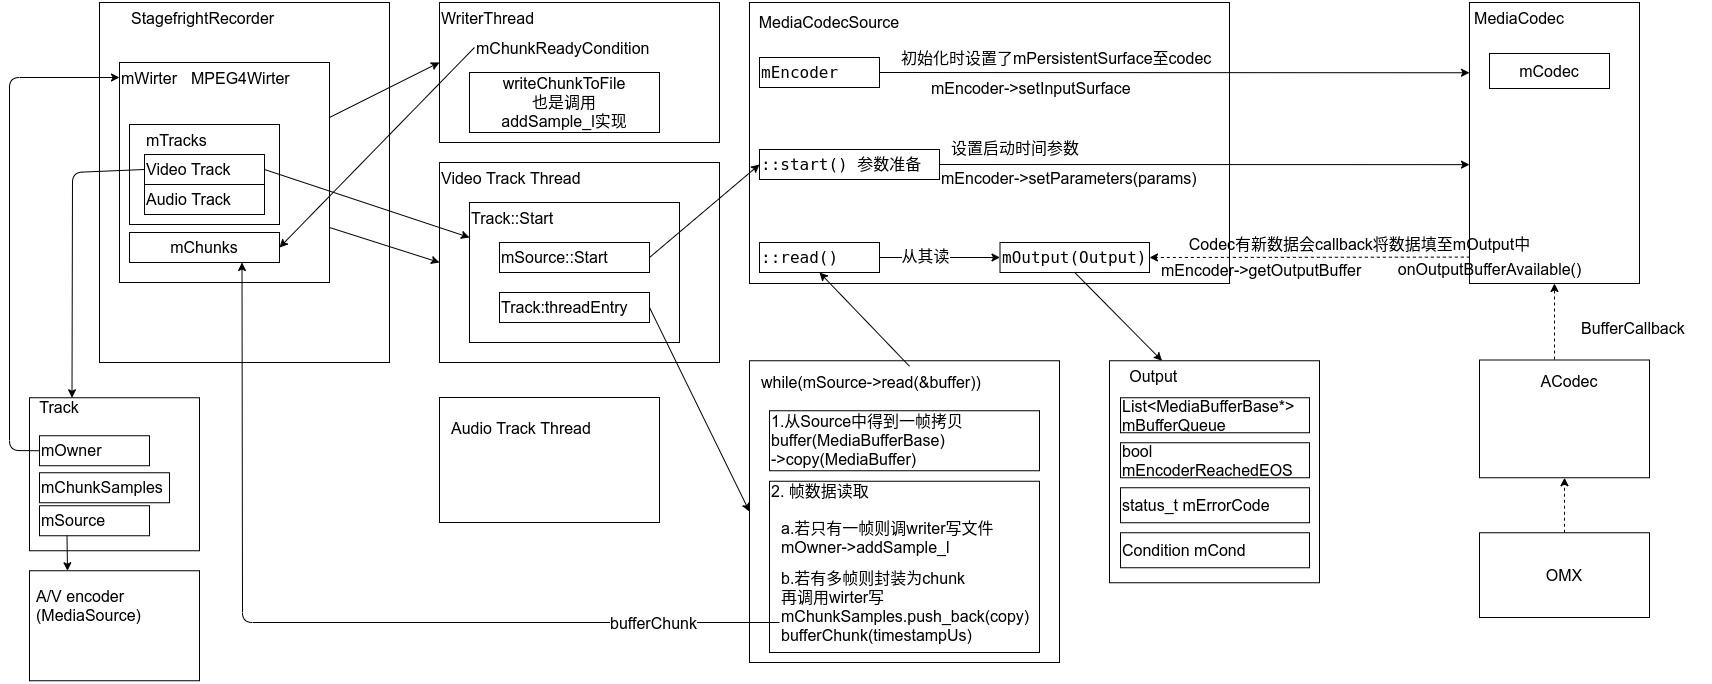 StagefrightRecorder
mWirter MPEG4Wirter
mTracks
Video Track
Audio Track
mChunks
Track
mOwner
mChunkSamples
mSource
A/V encoder
(MediaSource)
WriterThread
mChunkReadyCondition
writeChunkToFile
也是调用
addSample_l实现
Video Track Thread
Track::Start
mSource::Start
Track:threadEntry
Audio Track Thread
bufferChunk
MediaCodecSource
mEncoder
初始化时设置了mPersistentSurface至codec
mEncoder->setInputSurface
::start() 参数准备
设置启动时间参数
mEncoder->setParameters(params)
::read()
从其读
mOutput(Output)
Codec有新数据会callback将数据填至mOutput中
mEncoder->getOutputBuffer
onOutputBufferAvailable()
while(mSource->read(&buffer))
1.从Source中得到一帧拷贝
buffer(MediaBufferBase)
->copy(MediaBuffer)
2. 帧数据读取
a.若只有一帧则调writer写文件
mOwner->addSample_l
b.若有多帧则封装为chunk
再调用wirter写
mChunkSamples.push_back(copy)
bufferChunk(timestampUs)
Output
List<MediaBufferBase*>
mBufferQueue
bool
mEncoderReachedEOS
status_t mErrorCode
Condition mCond
MediaCodec
mCodec
BufferCallback
ACodec
OMX